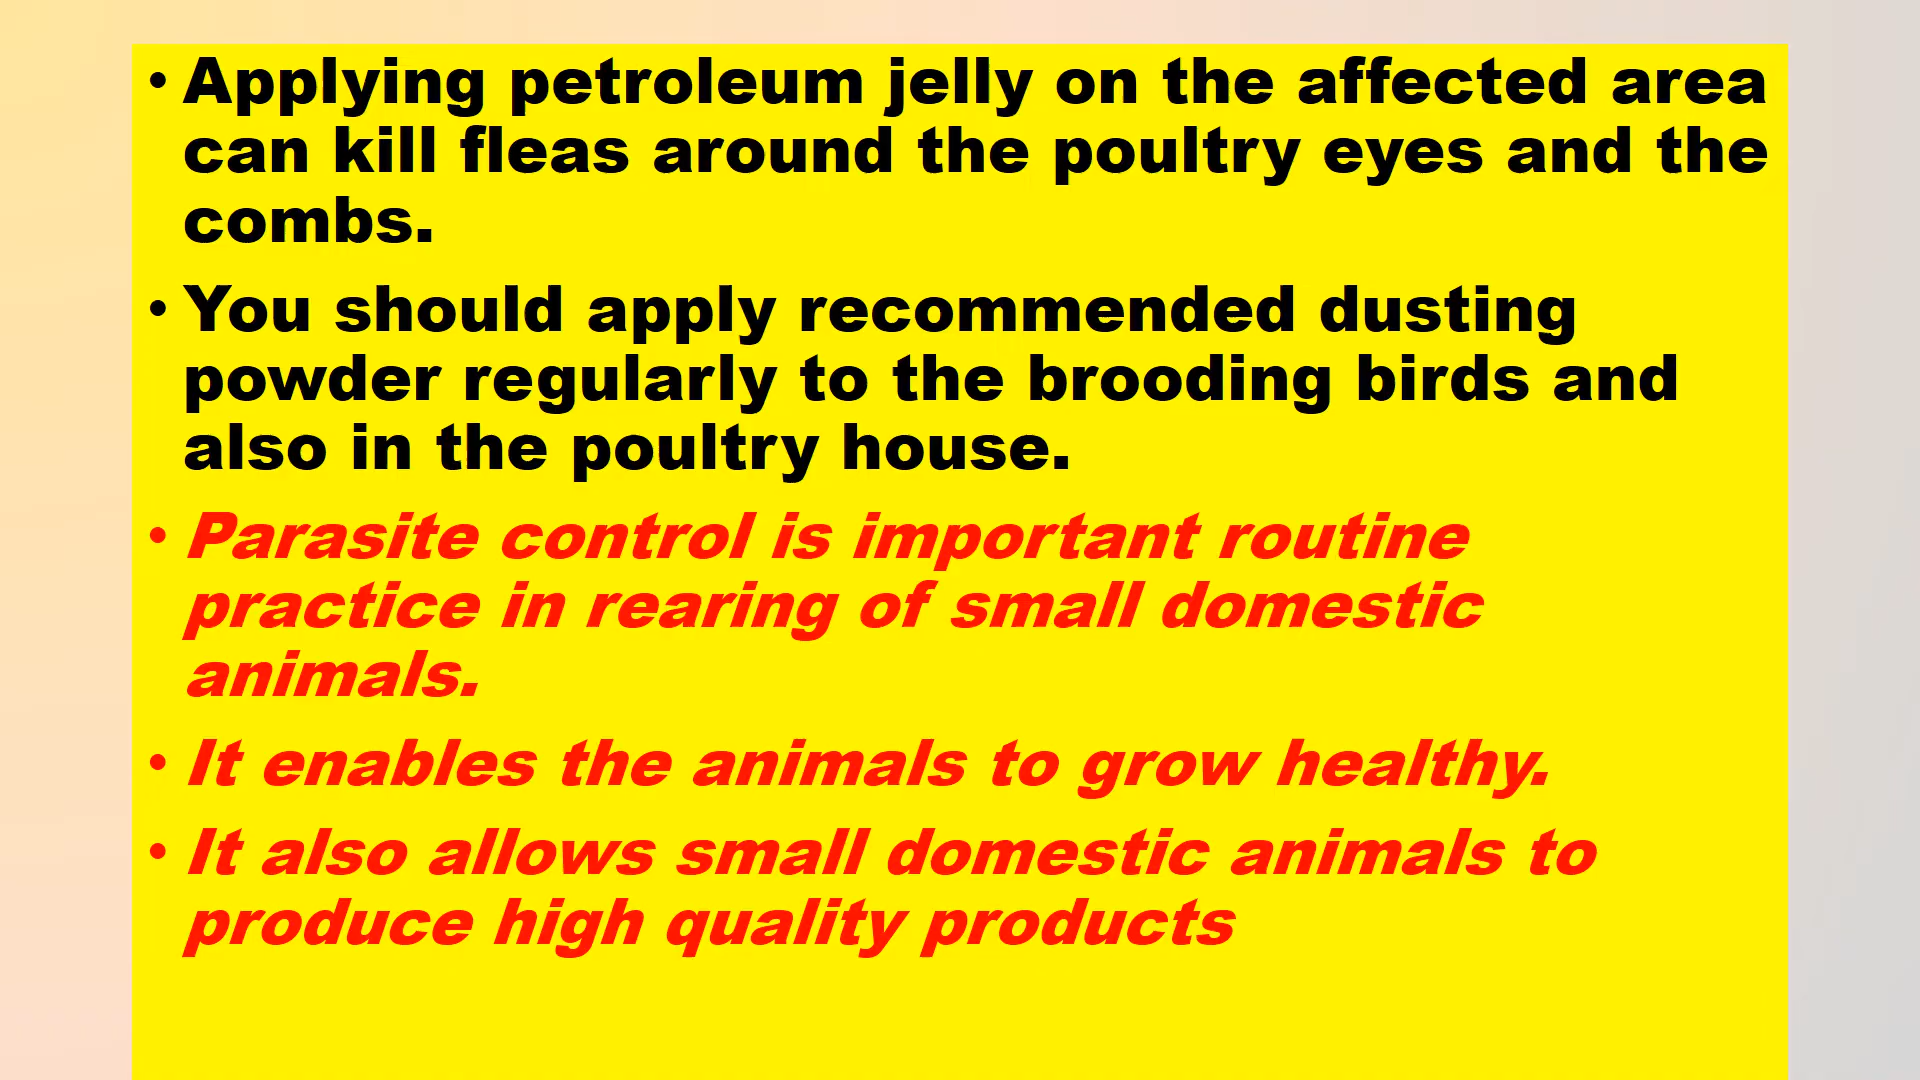 • Applying petroleum jelly on the affected area
can kill fleas around the poultry eyes and the
combs.
• You should apply recommended dusting
powder regularly to the brooding birds and
also in the poultry house.
• Parasite control is important routine
practice in rearing of small domestic
animals.
• It enables the animals to grow healthy.
• It also allows small domestic animals to
produce high quality products